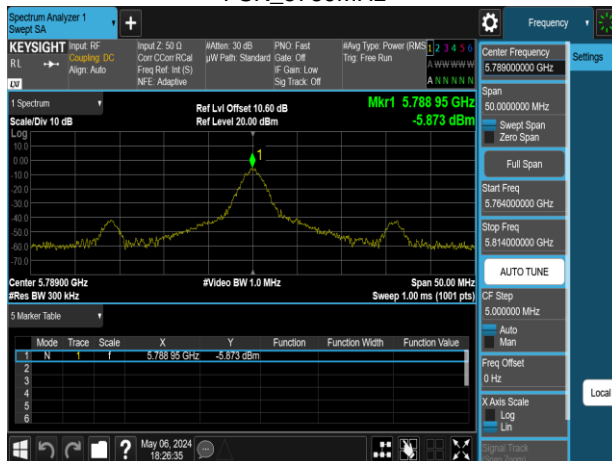 Spectrum Analyzer 1
Swept SA
Frequency
KEYSIGHT
RL
Input: RF
Coupling: DC
Align: Auto
Input Z: 50 Ω
Corr CCorr RCal
Freq Ref: Int (S)
NFE: Adaptive
#Atten: 30 dB
µW Path: Standard
PNO: Fast
Gate: Off
IF Gain: Low
Sig Track: Off
#Avg Type: Power (RMS
Trig: Free Run
1 2 3 4 5 6
A W W W W W
A N N N N N
LXI
1 Spectrum
Scale/Div 10 dB
Ref Lvl Offset 10.60 dB
Ref Level 20.00 dBm
Mkr1 5.788 95 GHz
-5.873 dBm
Log
10.0
0.00
-10.0
-20.0
-30.0
-40.0
-50.0
-60.0
-70.0
1
Center 5.78900 GHz
#Res BW 300 kHz
#Video BW 1.0 MHz
Span 50.00 MHz
Sweep 1.00 ms (1001 pts)
5 Marker Table
Mode Trace Scale X Y Function Function Width Function Value
1 N 1 f 5.788 95 GHz -5.873 dBm
2
3
4
5
6
May 06, 2024
18:26:35
Center Frequency
5.789000000 GHz
Settings
Span
50.0000000 MHz
Swept Span
Zero Span
Full Span
Start Freq
5.764000000 GHz
Stop Freq
5.814000000 GHz
AUTO TUNE
CF Step
5.000000 MHz
Auto
Man
Freq Offset
0 Hz
X Axis Scale
Log
Lin
Local
Signal Track
(Span Zoom)